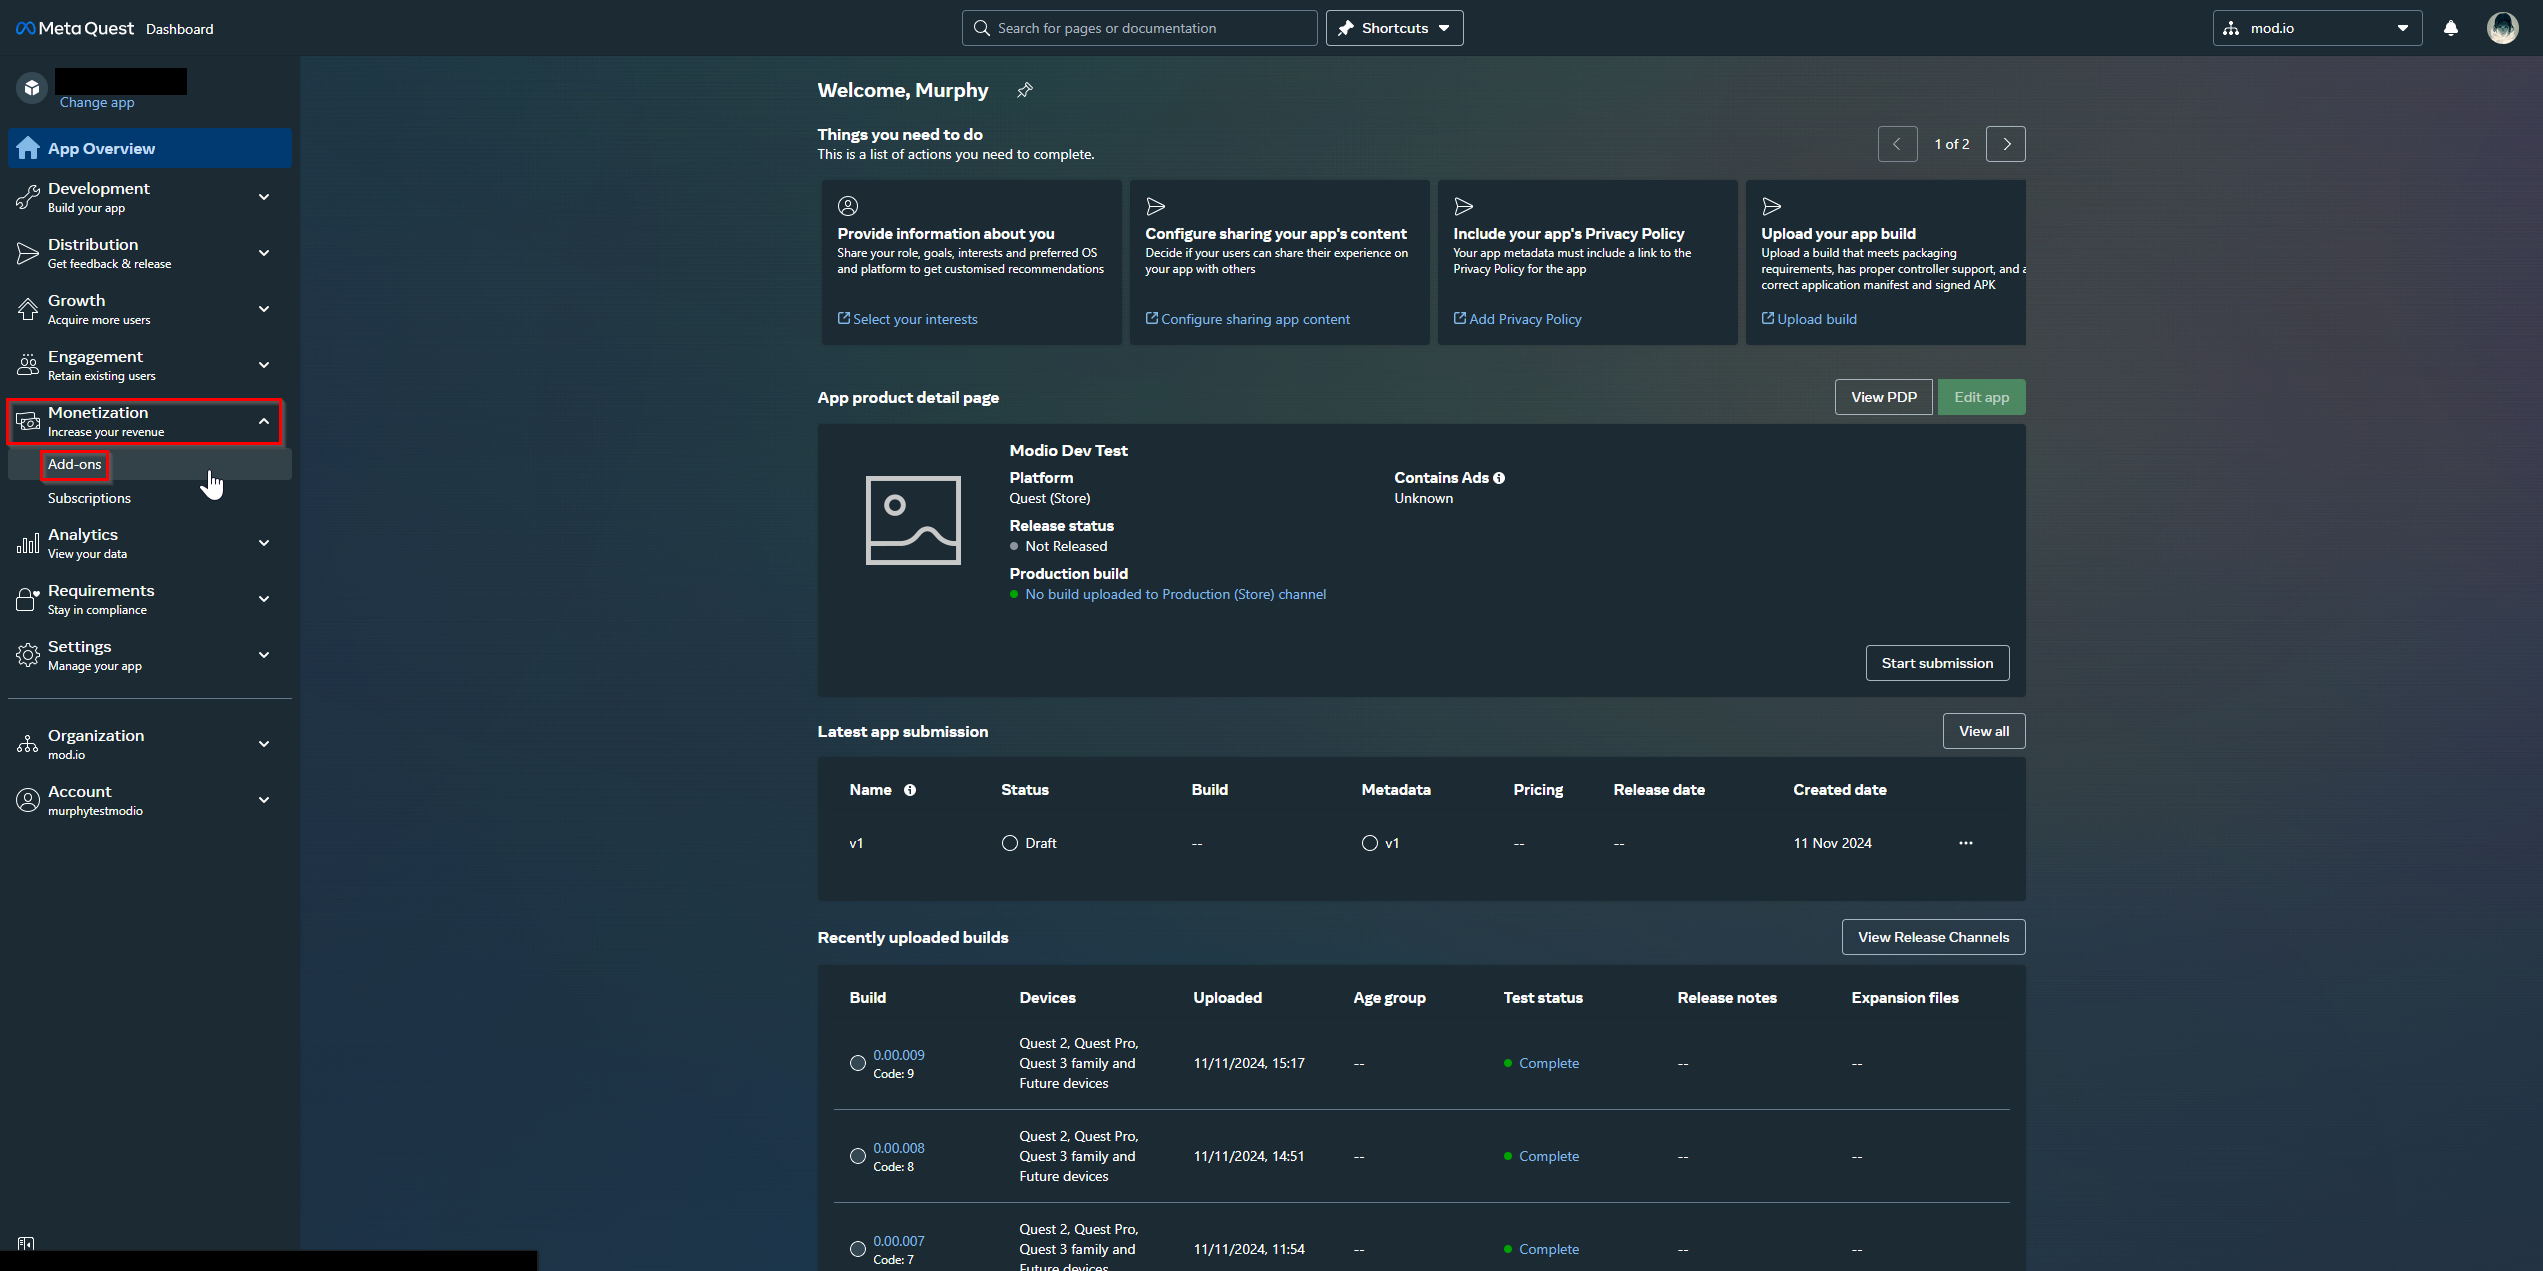 Meta Quest Dashboard
Search for pages or documentation
Shortcuts
mod.io
Change app
App Overview
Development
Build your app
Distribution
Get feedback & release
Growth
Acquire more users
Engagement
Retain existing users
Monetization
Increase your revenue
Add-ons
Subscriptions
Analytics
View your data
Requirements
Stay in compliance
Settings
Manage your app
Organization
mod.io
Account
murphytestmodio
Welcome, Murphy
Things you need to do
This is a list of actions you need to complete.
1 of 2
Provide information about you
Share your role, goals, interests and preferred OS
and platform to get customised recommendations
Select your interests
Configure sharing your app's content
Decide if your users can share their experience on
your app with others
Configure sharing app content
Include your app's Privacy Policy
Your app metadata must include a link to the
Privacy Policy for the app
Add Privacy Policy
Upload your app build
Upload a build that meets packaging
requirements, has proper controller support, and a
correct application manifest and signed APK
Upload build
App product detail page
View PDP
Edit app
Modio Dev Test
Platform
Quest (Store)
Contains Ads
Unknown
Release status
Not Released
Production build
No build uploaded to Production (Store) channel
Start submission
Latest app submission
View all
Name Status Build Metadata Pricing Release date Created date
v1 Draft -- v1 -- -- 11 Nov 2024 ...
Recently uploaded builds
View Release Channels
Build Devices Uploaded Age group Test status Release notes Expansion files
0.00.009
Code: 9
Quest 2, Quest Pro,
Quest 3 family and
Future devices
11/11/2024, 15:17 -- Complete -- --
0.00.008
Code: 8
Quest 2, Quest Pro,
Quest 3 family and
Future devices
11/11/2024, 14:51 -- Complete -- --
0.00.007
Code: 7
Quest 2, Quest Pro,
Quest 3 family and
Future devices
11/11/2024, 11:54 -- Complete -- --